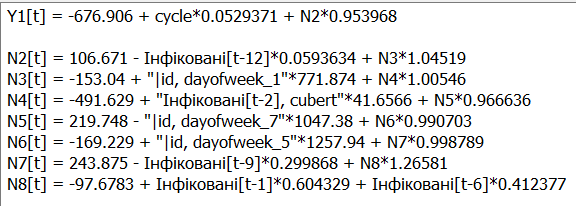 Y1[t] = -676.906 + cycle*0.0529371 + N2*0.953968
N2[t] = 106.671 - Інфіковані[t-12]*0.0593634 + N3*1.04519
N3[t] = -153.04 + "|id, dayofweek_1"*771.874 + N4*1.00546
N4[t] = -491.629 + "Інфіковані[t-2], cubert"*41.6566 + N5*0.966636
N5[t] = 219.748 - "|id, dayofweek_7"*1047.38 + N6*0.990703
N6[t] = -169.229 + "|id, dayofweek_5"*1257.94 + N7*0.998789
N7[t] = 243.875 - Інфіковані[t-9]*0.299868 + N8*1.26581
N8[t] = -97.6783 + Інфіковані[t-1]*0.604329 + Інфіковані[t-6]*0.412377